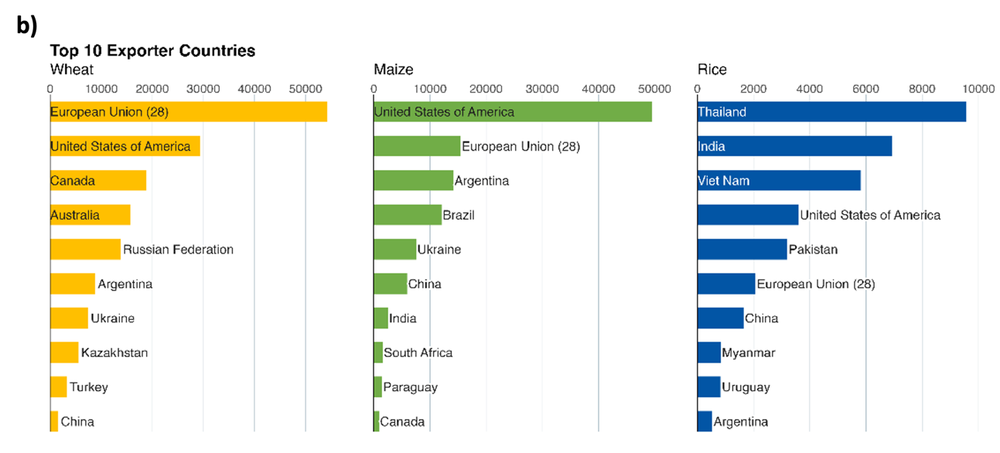 b)
Top 10 Exporter Countries
Wheat
0 10000 20000 30000 40000 50000
European Union (28)
United States of America
Canada
Australia
Russian Federation
Argentina
Ukraine
Kazakhstan
Turkey
China
Maize
0 10000 20000 30000 40000 50000
United States of America
European Union (28)
Argentina
Brazil
Ukraine
China
India
South Africa
Paraguay
Canada
Rice
0 2000 4000 6000 8000 10000
Thailand
India
Viet Nam
United States of America
Pakistan
European Union (28)
China
Myanmar
Uruguay
Argentina